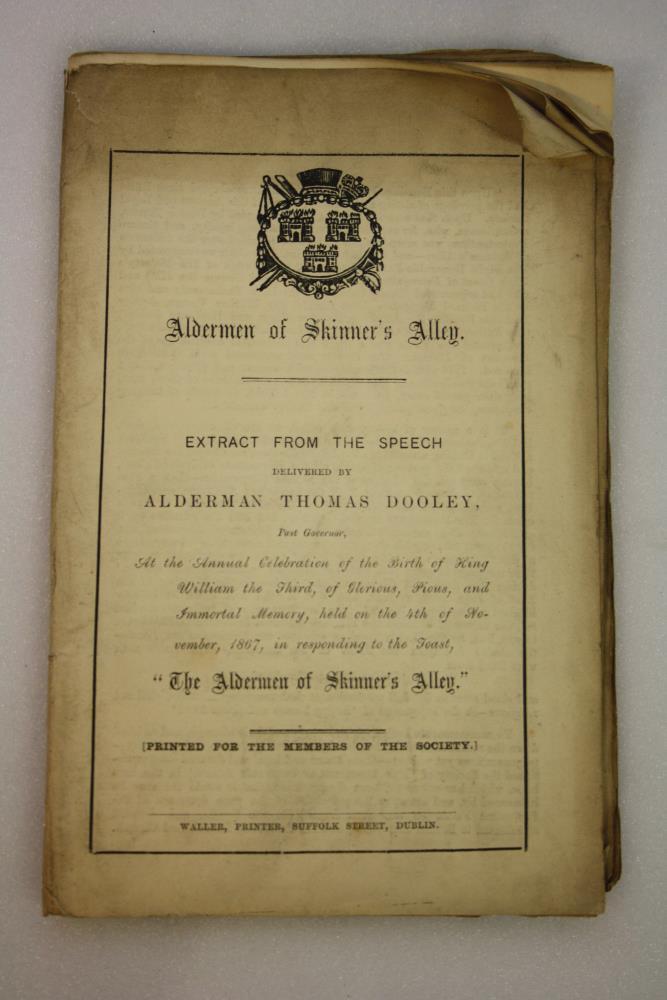 Aldermen of Skinner's Alley.
EXTRACT FROM THE SPEECH
DELIVERED BY
ALDERMAN THOMAS DOOLEY,
Past Governor,
At the Annual Celebration of the Birth of King
William the Third, of Glorious, Pious, and
Immortal Memory, held on the 4th of No-
vember, 1867, in responding to the Toast,
"The Aldermen of Skinner's Alley."
[PRINTED FOR THE MEMBERS OF THE SOCIETY.]
WALLER, PRINTER, SUFFOLK STREET, DUBLIN.